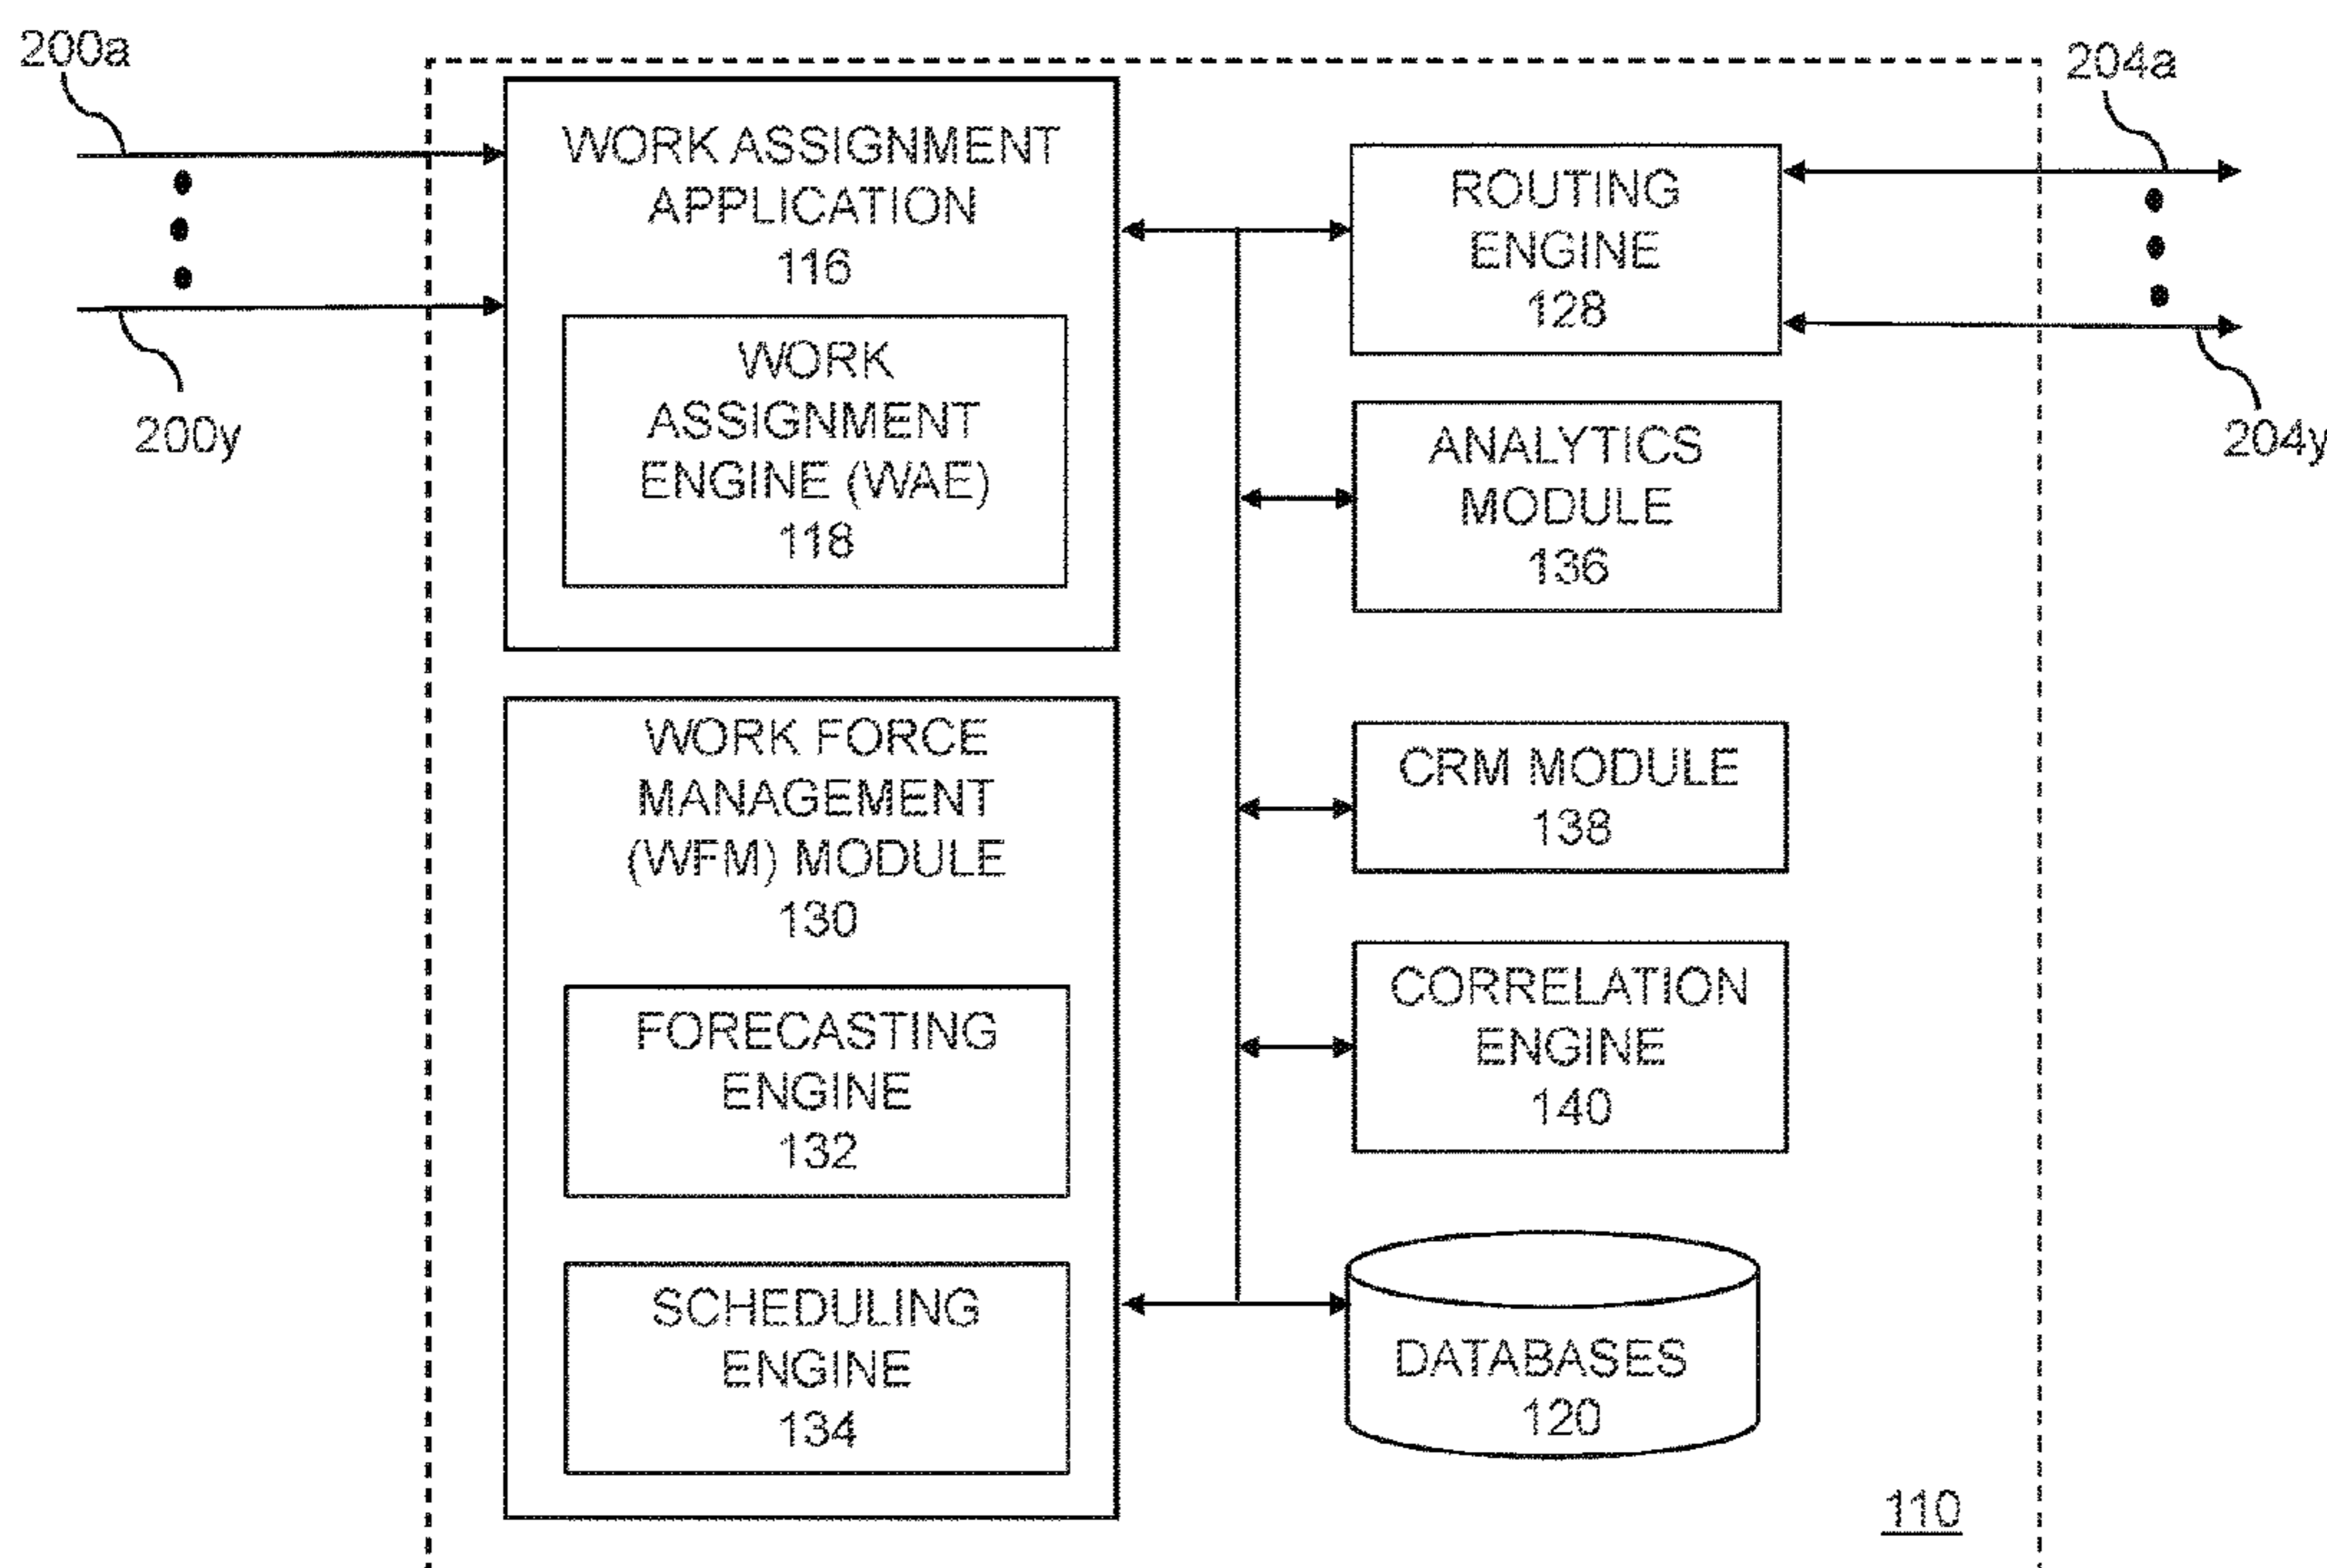 200a
204a
WORK ASSIGNMENT
APPLICATION
116
WORK
ASSIGNMENT
ENGINE (WAE)
118
200y
ROUTING
ENGINE
128
204y
ANALYTICS
MODULE
136
WORK FORCE
MANAGEMENT
(WFM) MODULE
130
FORECASTING
ENGINE
132
SCHEDULING
ENGINE
134
CRM MODULE
138
CORRELATION
ENGINE
140
DATABASES
120
110